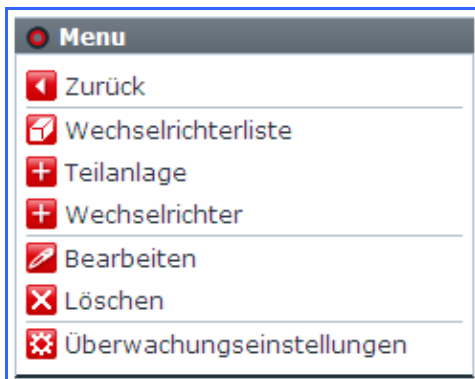 Menu
Zurück
Wechselrichterliste
Teilanlage
Wechselrichter
Bearbeiten
Löschen
Überwachungseinstellungen